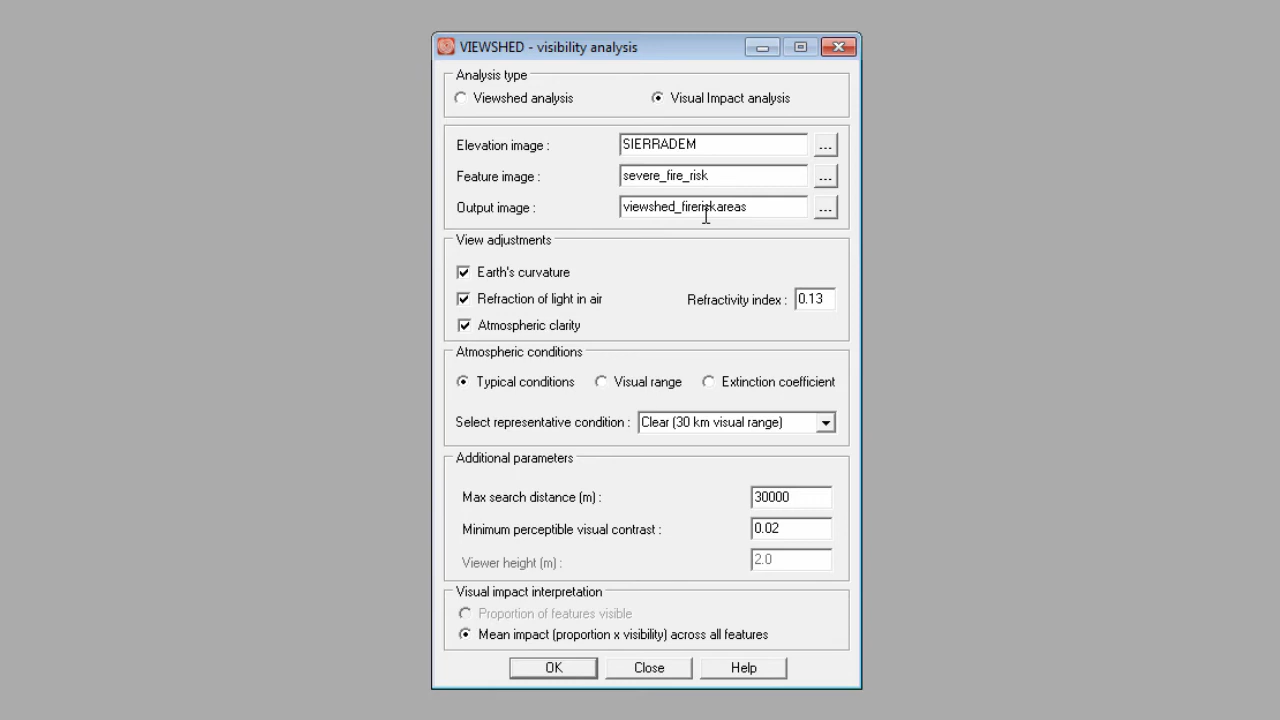 VIEWSHED - visibility analysis
Analysis type
Viewshed analysis Visual Impact analysis
Elevation image : SIERRADEM ...
Feature image : severe_fire_risk ...
Output image : viewshed_fireriskareas ...
View adjustments
Earth's curvature
Refraction of light in air Refractivity index : 0.13
Atmospheric clarity
Atmospheric conditions
Typical conditions Visual range Extinction coefficient
Select representative condition : Clear (30 km visual range)
Additional parameters
Max search distance (m) : 30000
Minimum perceptible visual contrast : 0.02
Viewer height (m) : 2.0
Visual impact interpretation
Proportion of features visible
Mean impact (proportion x visibility) across all features
OK Close Help